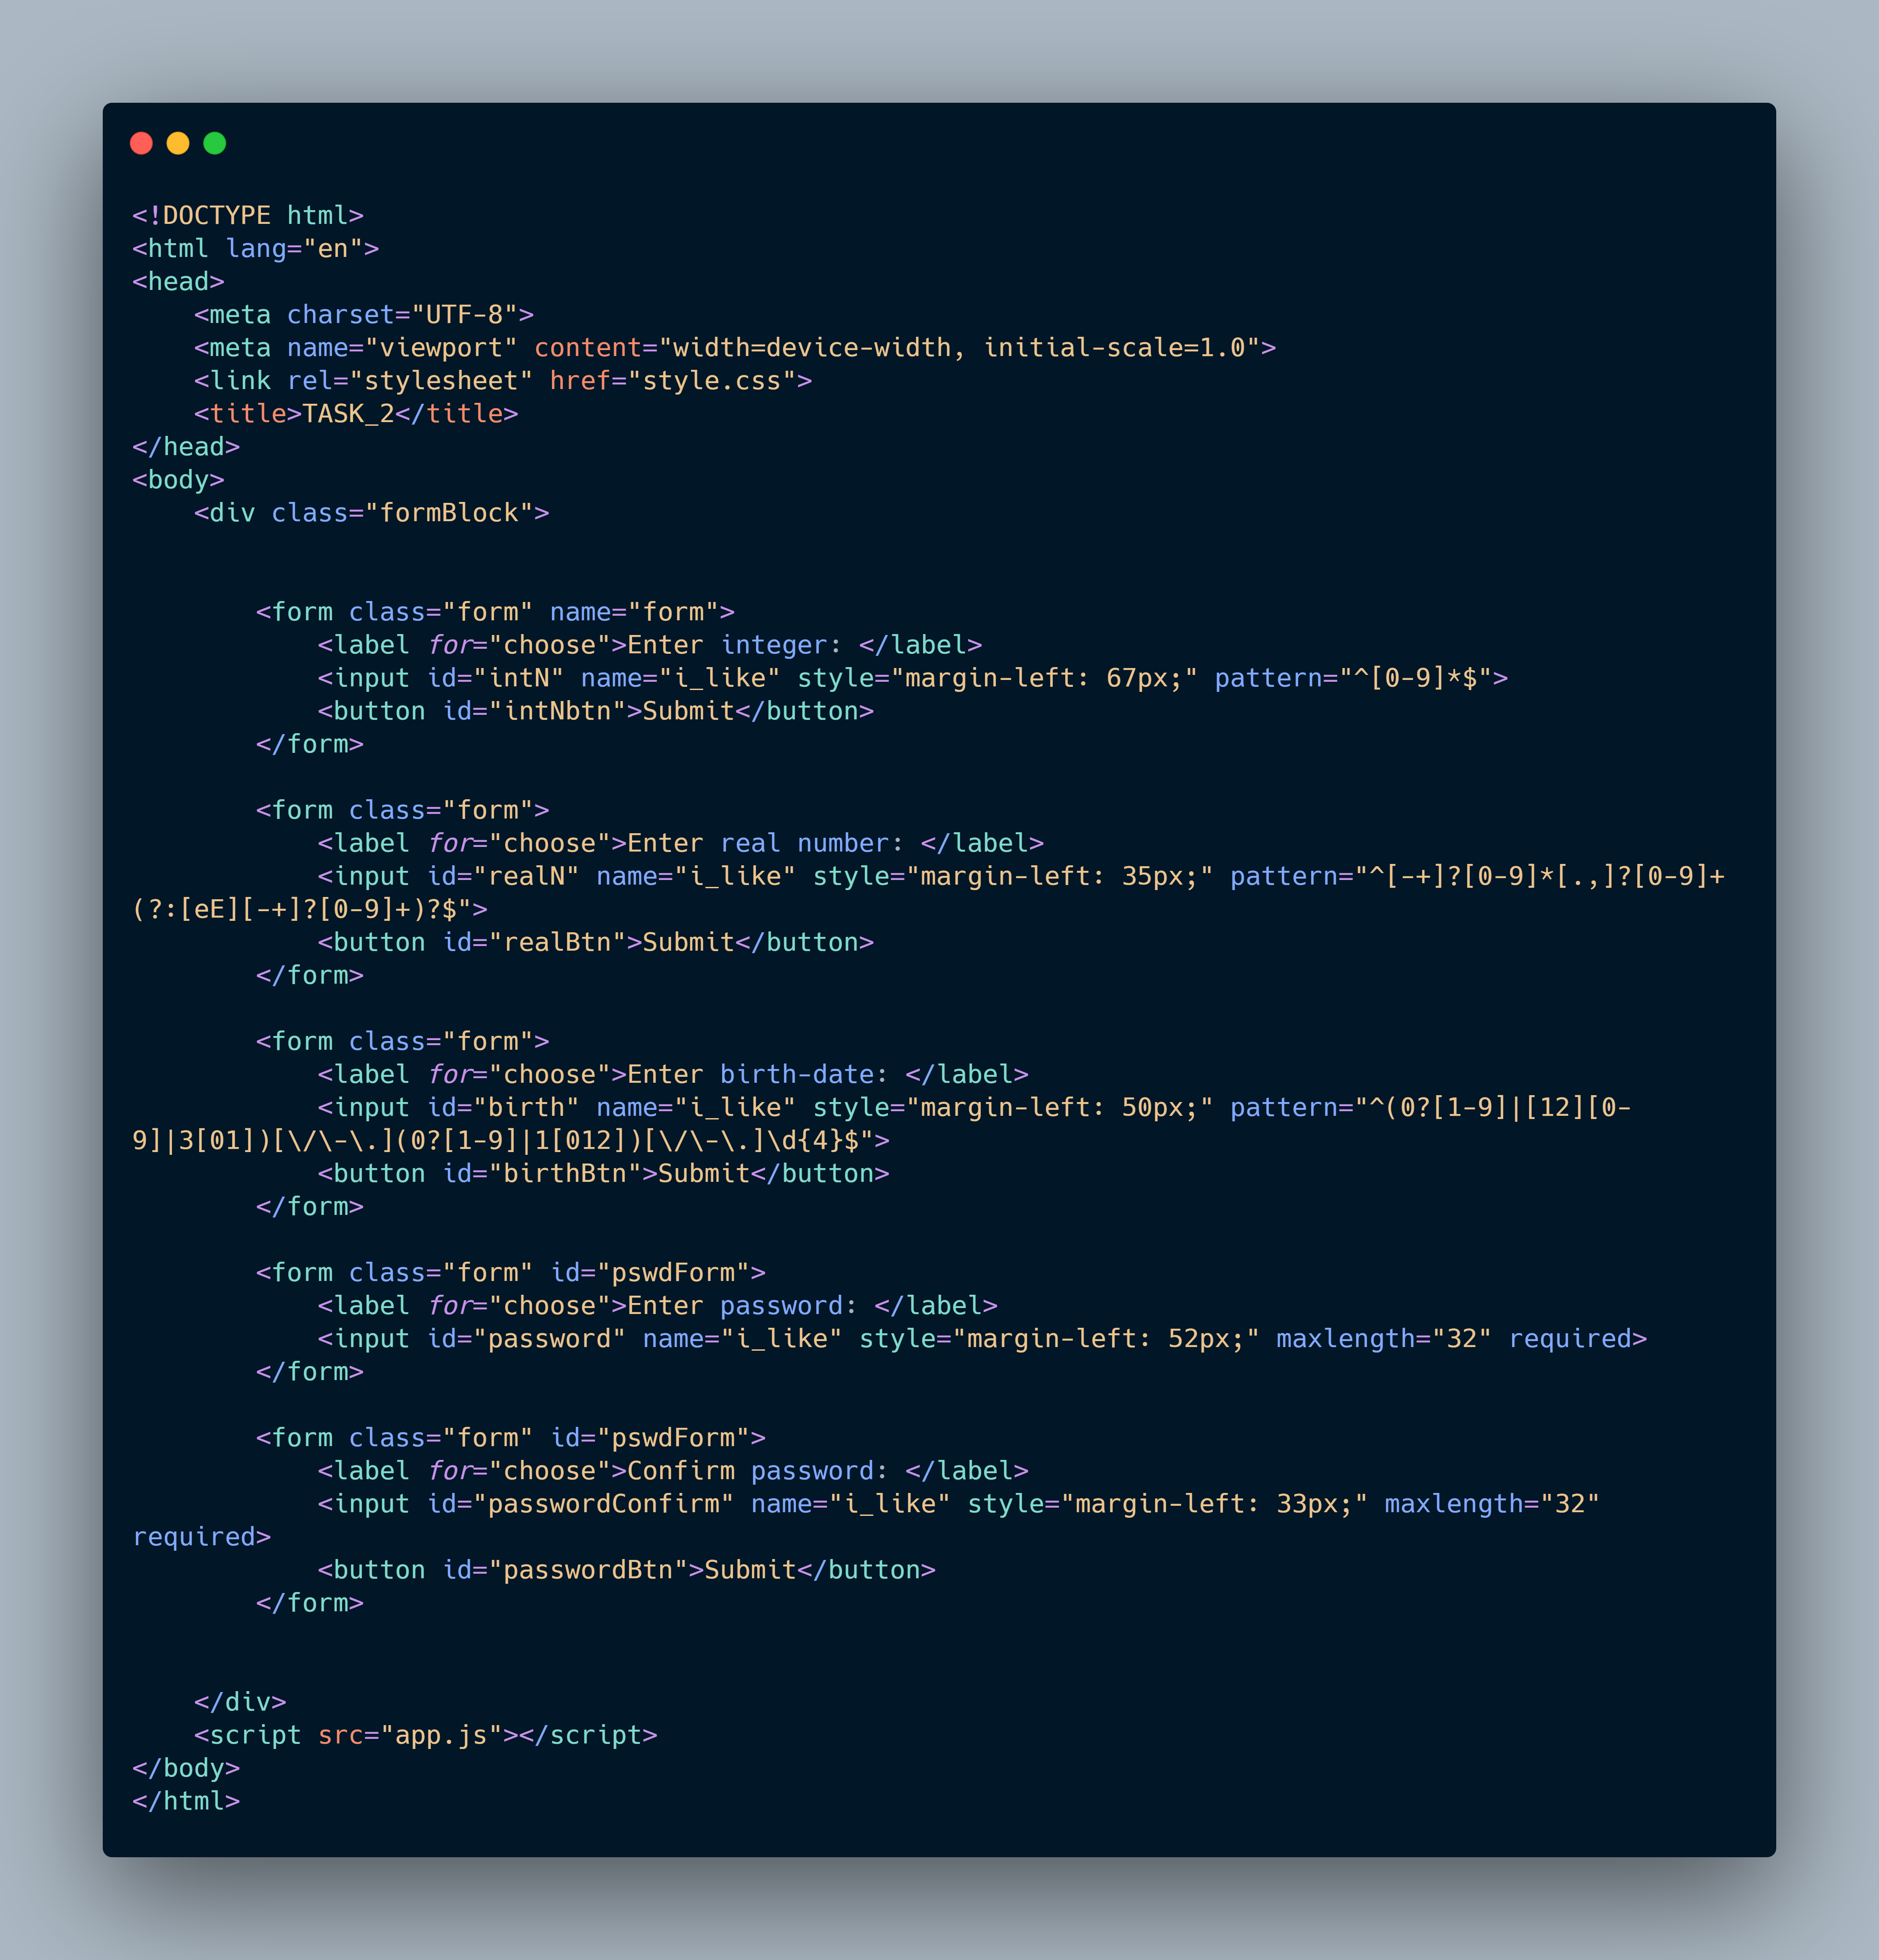 <!DOCTYPE html>
<html lang="en">
<head>
    <meta charset="UTF-8">
    <meta name="viewport" content="width=device-width, initial-scale=1.0">
    <link rel="stylesheet" href="style.css">
    <title>TASK_2</title>
</head>
<body>
    <div class="formBlock">
        <form class="form" name="form">
            <label for="choose">Enter integer: </label>
            <input id="intN" name="i_like" style="margin-left: 67px;" pattern="^[0-9]*$">
            <button id="intNbtn">Submit</button>
        </form>
        <form class="form">
            <label for="choose">Enter real number: </label>
            <input id="realN" name="i_like" style="margin-left: 35px;" pattern="^[-+]?[0-9]*[.,]?[0-9]+
(?:[eE][-+]?[0-9]+)?$">
            <button id="realBtn">Submit</button>
        </form>
        <form class="form">
            <label for="choose">Enter birth-date: </label>
            <input id="birth" name="i_like" style="margin-left: 50px;" pattern="^(0?[1-9]|[12][0-
9]|3[01])[\/\-\.](0?[1-9]|1[012])[\/\-\.]\d{4}$">
            <button id="birthBtn">Submit</button>
        </form>
        <form class="form" id="pswdForm">
            <label for="choose">Enter password: </label>
            <input id="password" name="i_like" style="margin-left: 52px;" maxlength="32" required>
        </form>
        <form class="form" id="pswdForm">
            <label for="choose">Confirm password: </label>
            <input id="passwordConfirm" name="i_like" style="margin-left: 33px;" maxlength="32"
required>
            <button id="passwordBtn">Submit</button>
        </form>
    </div>
    <script src="app.js"></script>
</body>
</html>